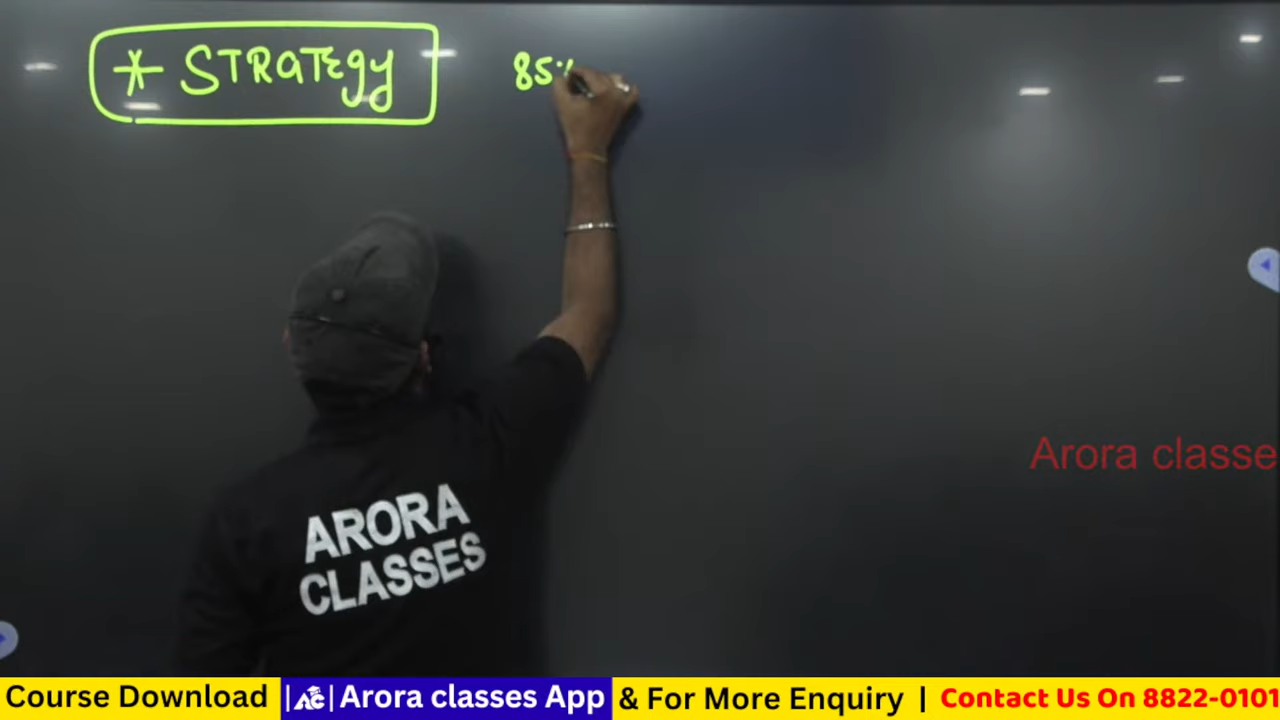 * STRATEgy 85%
ARORA
CLASSES
Arora classe
Course Download |AC| Arora classes App & For More Enquiry | Contact Us On 8822-0101